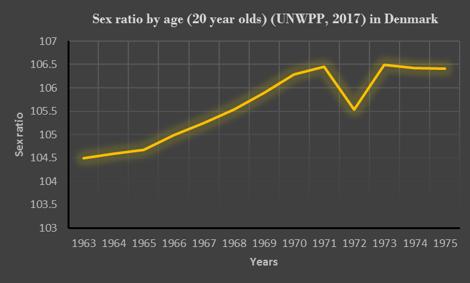 Sex ratio by age (20 year olds) (UNWPP, 2017) in Denmark
107
106.5
106
105.5
105
104.5
104
103.5
103
Sex ratio
1963 1964 1965 1966 1967 1968 1969 1970 1971 1972 1973 1974 1975
Years